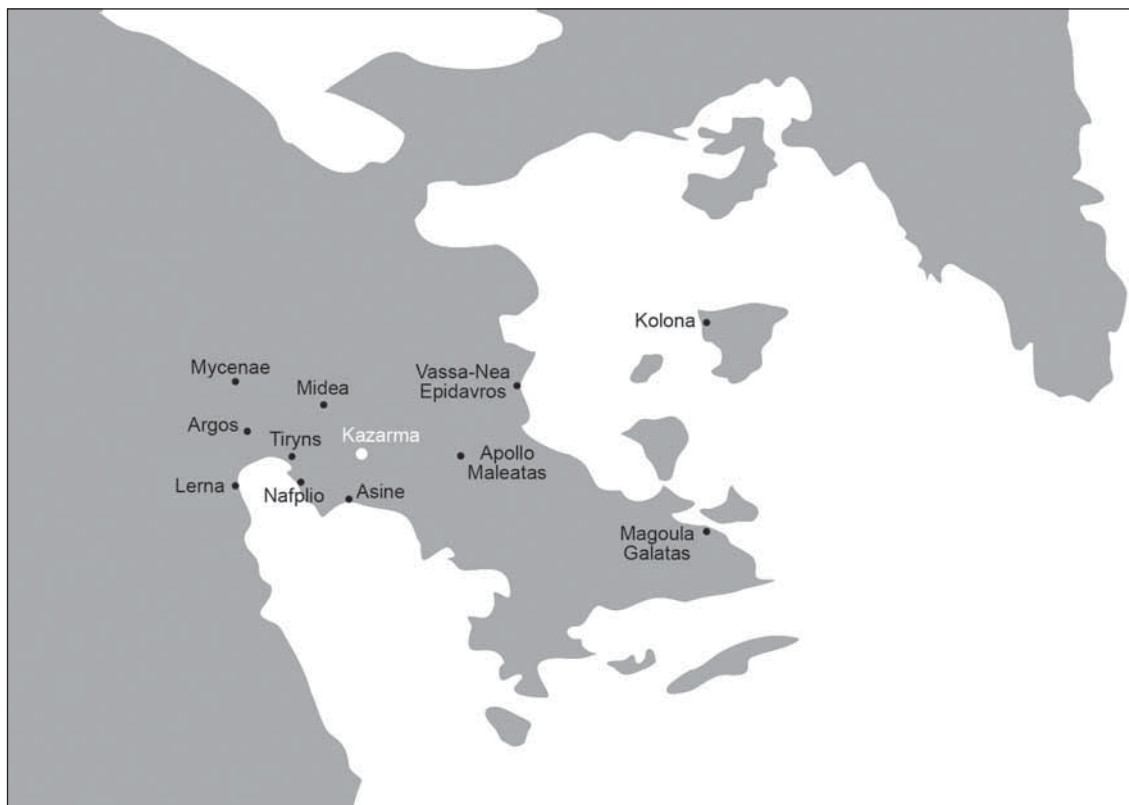 Kolona
Mycenae
Vassa-Nea
Epidavros
Midea
Argos
Tiryns
Kazarma
Apollo
Maleatas
Lerna
Nafplio
Asine
Magoula
Galatas